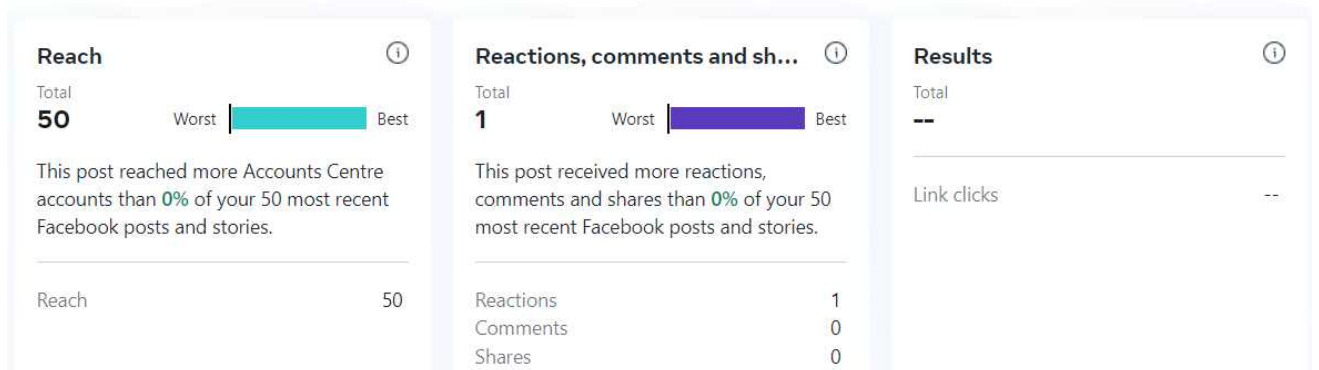 Reach
Total
50
Worst
Best
This post reached more Accounts Centre
accounts than 0% of your 50 most recent
Facebook posts and stories.
Reach 50
Reactions, comments and sh...
Total
1
Worst
Best
This post received more reactions,
comments and shares than 0% of your 50
most recent Facebook posts and stories.
Reactions 1
Comments 0
Shares 0
Results
Total
--
Link clicks --